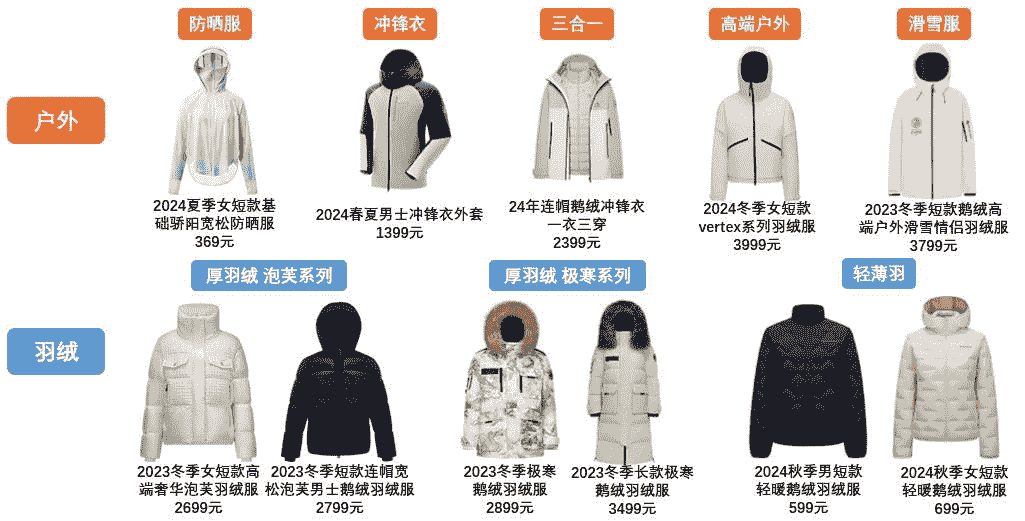 防晒服
冲锋衣
三合一
高端户外
滑雪服
户外
2024夏季女短款基
础骄阳宽松防晒服
369元
2024春夏男士冲锋衣外套
1399元
24年连帽鹅绒冲锋衣
一衣三穿
2399元
2024冬季女短款
vertex系列羽绒服
3999元
2023冬季短款鹅绒高
端户外滑雪情侣羽绒服
3799元
厚羽绒 泡芙系列
厚羽绒 极寒系列
轻薄羽
羽绒
2023冬季女短款高
端奢华泡芙羽绒服
2699元
2023冬季短款连帽宽
松泡芙男士鹅绒羽绒服
2799元
2023冬季极寒
鹅绒羽绒服
2899元
2023冬季长款极寒
鹅绒羽绒服
3499元
2024秋季男短款
轻暖鹅绒羽绒服
599元
2024秋季女短款
轻暖鹅绒羽绒服
699元